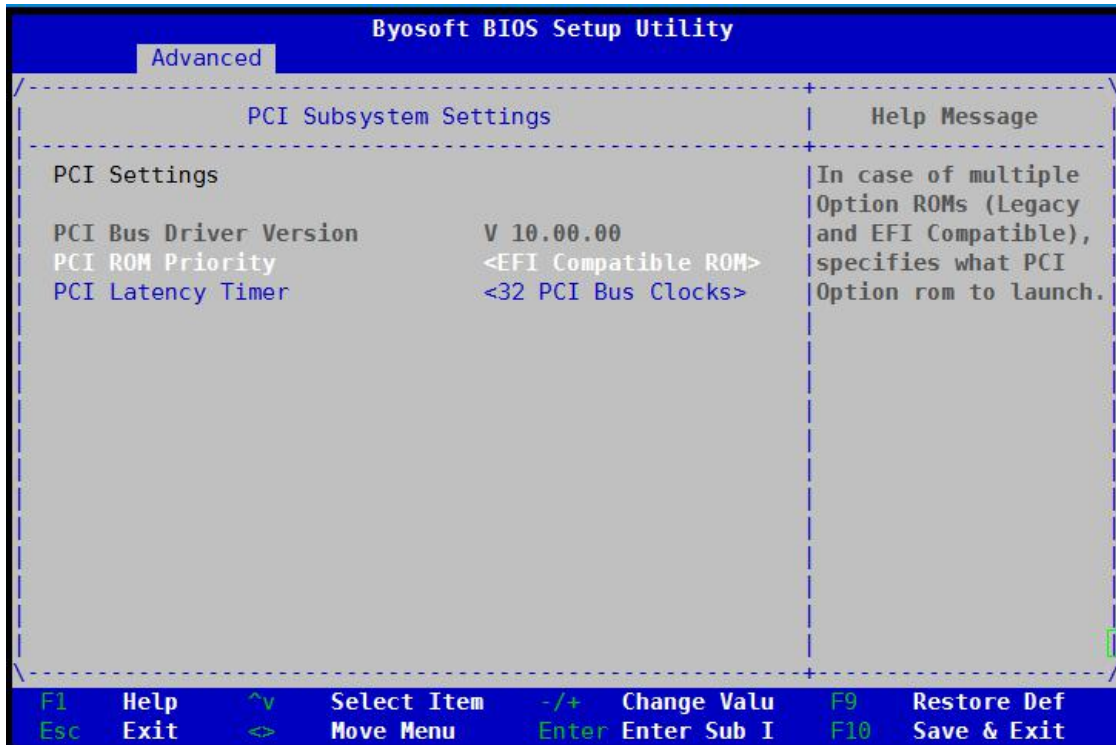 Byosoft BIOS Setup Utility
Advanced
PCI Subsystem Settings
Help Message
PCI Settings
PCI Bus Driver Version V 10.00.00
PCI ROM Priority <EFI Compatible ROM>
PCI Latency Timer <32 PCI Bus Clocks>
In case of multiple
Option ROMs (Legacy
and EFI Compatible),
specifies what PCI
Option rom to launch.
F1 Help ^v Select Item -/+ Change Valu F9 Restore Def
Esc Exit <> Move Menu Enter Enter Sub I F10 Save & Exit